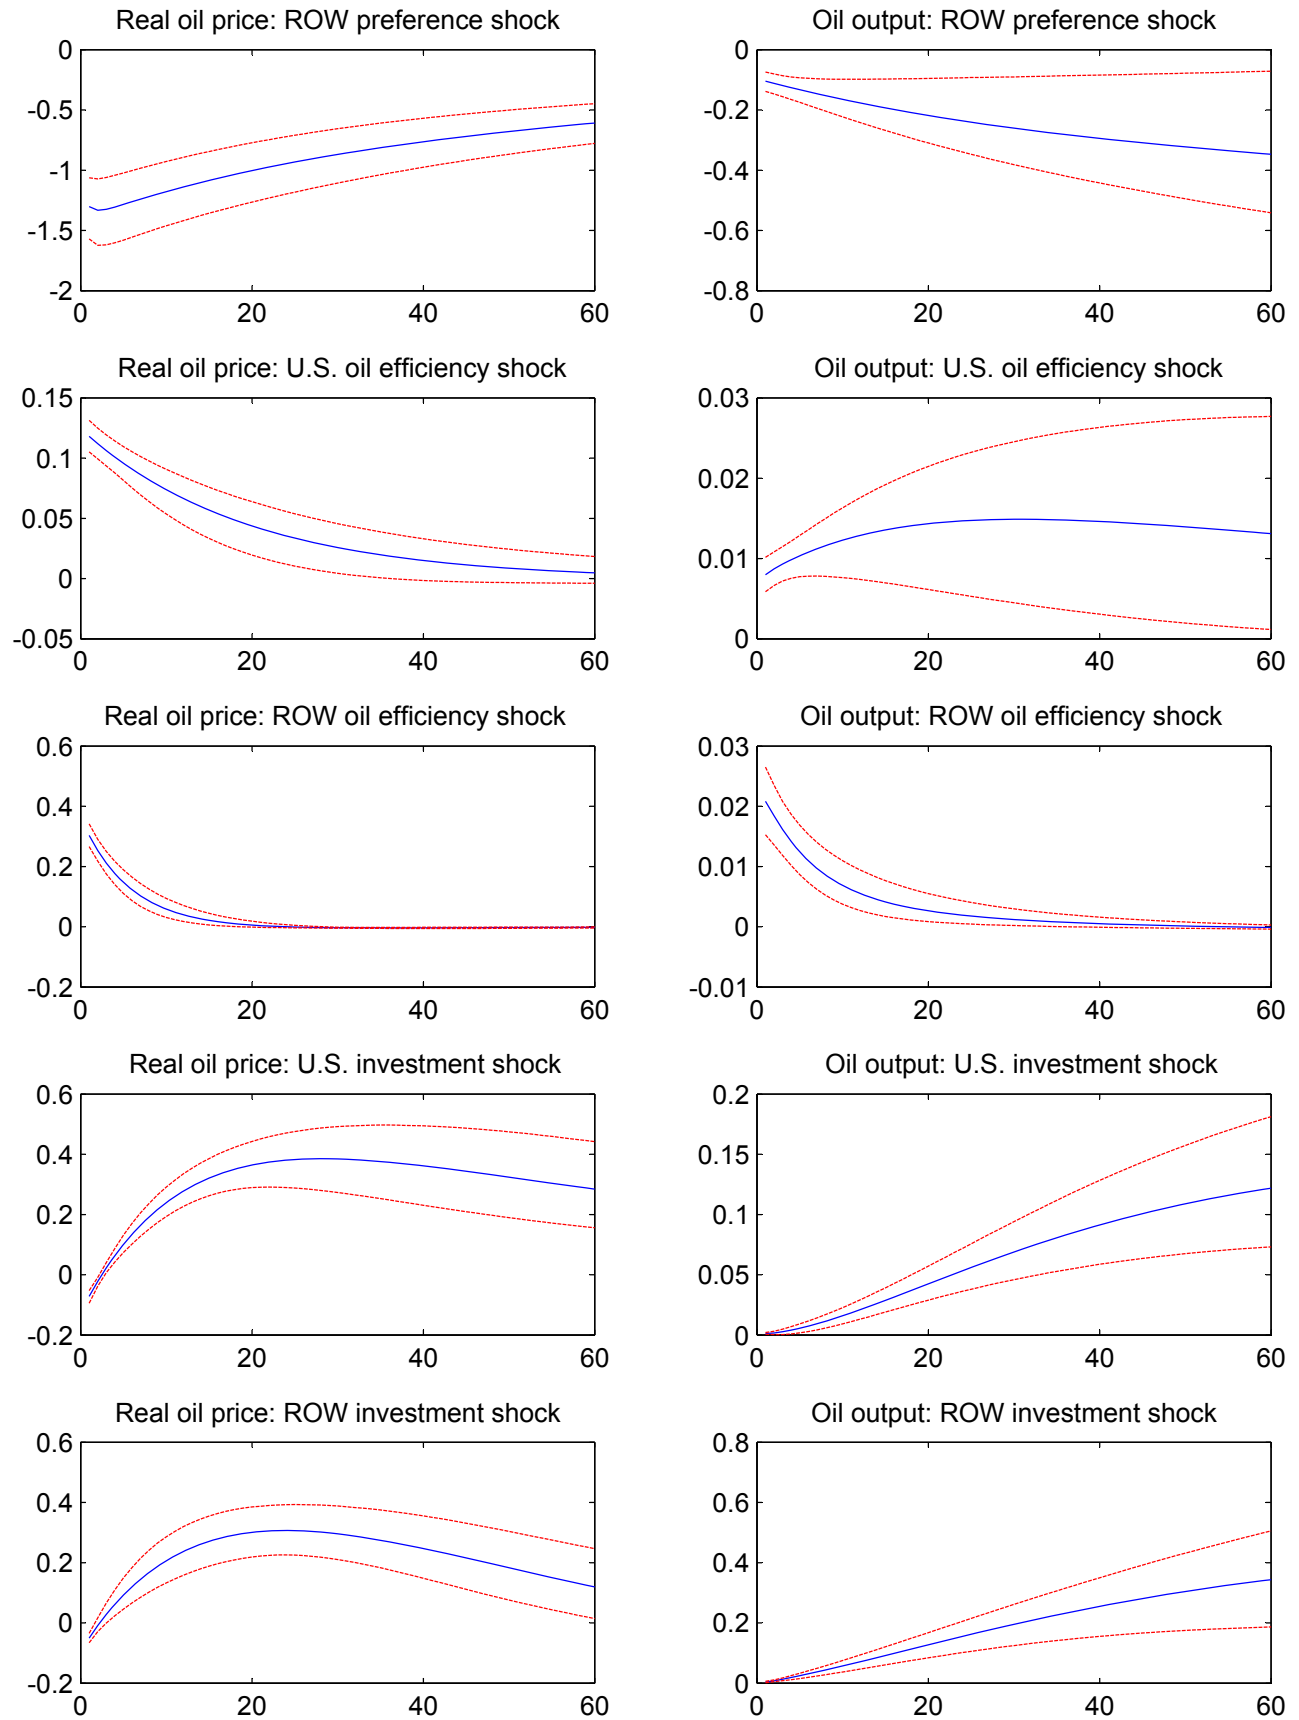 Real oil price: ROW preference shock
0
-0.5
-1
-1.5
-2
0 20 40 60
Oil output: ROW preference shock
0
-0.2
-0.4
-0.6
-0.8
0 20 40 60
Real oil price: U.S. oil efficiency shock
0.15
0.1
0.05
0
-0.05
0 20 40 60
Oil output: U.S. oil efficiency shock
0.03
0.02
0.01
0
0 20 40 60
Real oil price: ROW oil efficiency shock
0.6
0.4
0.2
0
-0.2
0 20 40 60
Oil output: ROW oil efficiency shock
0.03
0.02
0.01
0
-0.01
0 20 40 60
Real oil price: U.S. investment shock
0.6
0.4
0.2
0
-0.2
0 20 40 60
Oil output: U.S. investment shock
0.2
0.15
0.1
0.05
0
0 20 40 60
Real oil price: ROW investment shock
0.6
0.4
0.2
0
-0.2
0 20 40 60
Oil output: ROW investment shock
0.8
0.6
0.4
0.2
0
0 20 40 60